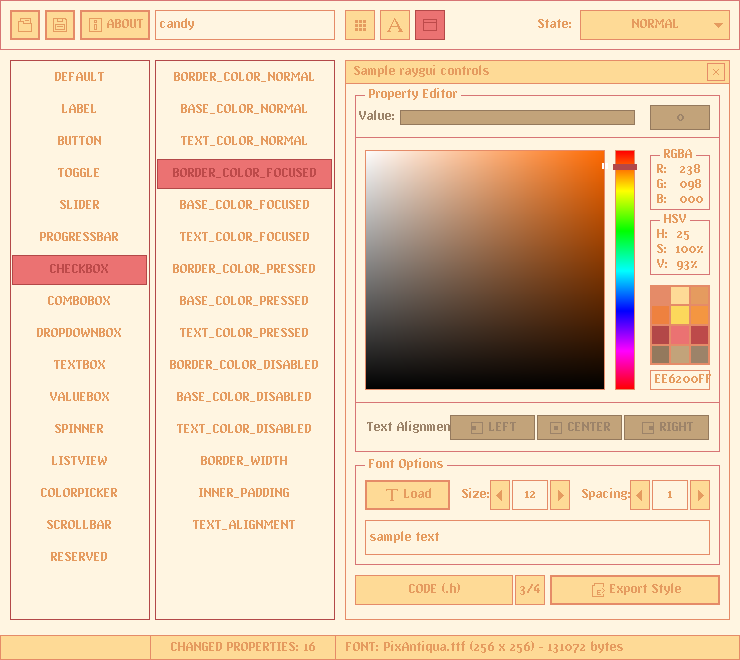 ABOUT candy State: NORMAL
DEFAULT
LABEL
BUTTON
TOGGLE
SLIDER
PROGRESSBAR
CHECKBOX
COMBOBOX
DROPDOWNBOX
TEXTBOX
VALUEBOX
SPINNER
LISTVIEW
COLORPICKER
SCROLLBAR
RESERVED
BORDER_COLOR_NORMAL
BASE_COLOR_NORMAL
TEXT_COLOR_NORMAL
BORDER_COLOR_FOCUSED
BASE_COLOR_FOCUSED
TEXT_COLOR_FOCUSED
BORDER_COLOR_PRESSED
BASE_COLOR_PRESSED
TEXT_COLOR_PRESSED
BORDER_COLOR_DISABLED
BASE_COLOR_DISABLED
TEXT_COLOR_DISABLED
BORDER_WIDTH
INNER_PADDING
TEXT_ALIGNMENT
Sample raygui controls
Property Editor
Value: 0
RGBA
R: 238
G: 098
B: 000
HSV
H: 25
S: 100%
V: 93%
EE6200FF
Text Alignmen LEFT CENTER RIGHT
Font Options
Load Size: 12 Spacing: 1
sample text
CODE (.h) 3/4 Export Style
CHANGED PROPERTIES: 16 FONT: PixAntiqua.ttf (256 x 256) - 131072 bytes